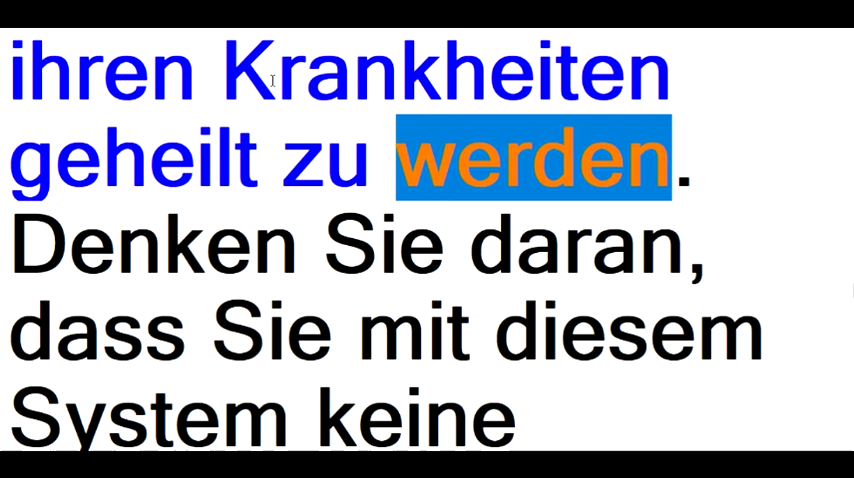 ihren Krankheiten
geheilt zu werden.
Denken Sie daran,
dass Sie mit diesem
System keine